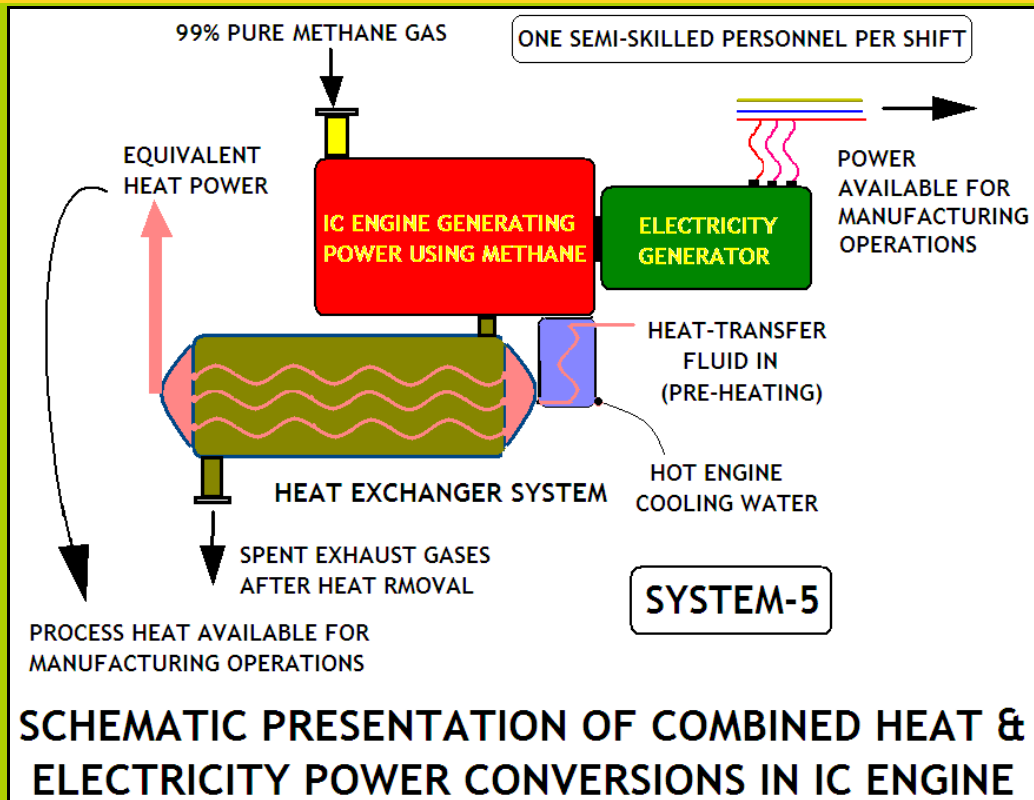 99% PURE METHANE GAS
ONE SEMI-SKILLED PERSONNEL PER SHIFT
EQUIVALENT
HEAT POWER
POWER
AVAILABLE FOR
MANUFACTURING
OPERATIONS
IC ENGINE GENERATING
POWER USING METHANE
ELECTRICITY
GENERATOR
HEAT-TRANSFER
FLUID IN
(PRE-HEATING)
HOT ENGINE
COOLING WATER
HEAT EXCHANGER SYSTEM
SPENT EXHAUST GASES
AFTER HEAT RMOVAL
SYSTEM-5
PROCESS HEAT AVAILABLE FOR
MANUFACTURING OPERATIONS
SCHEMATIC PRESENTATION OF COMBINED HEAT &
ELECTRICITY POWER CONVERSIONS IN IC ENGINE